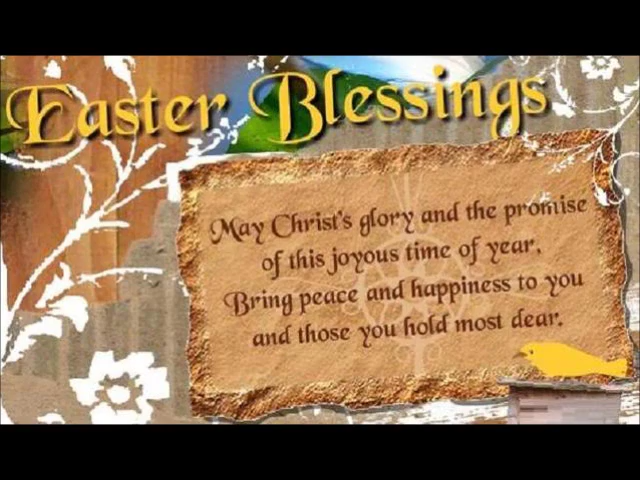 Easter Blessings
May Christ's glory and the promise
of this joyous time of year,
Bring peace and happiness to you
and those you hold most dear.